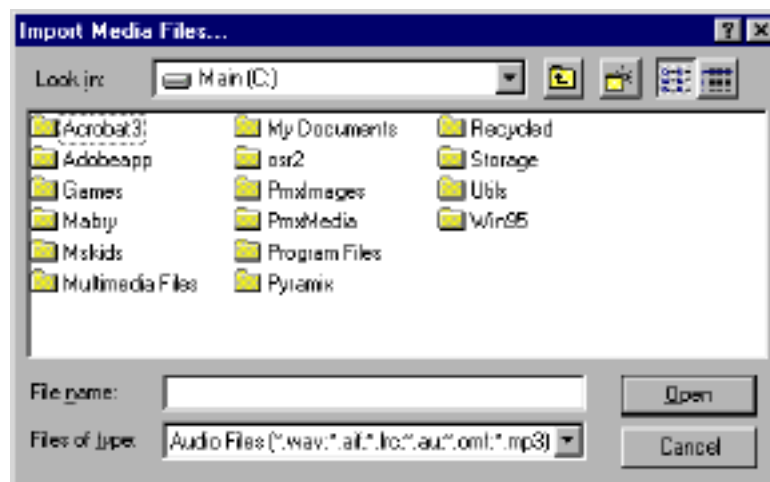 Import Media Files...
Look in: Main (C:)
Acrobat3 My Documents Recycled
Adobeapp osr2 Storage
Games PmxImages Utils
Mabry PmxMedia Win95
Mskids Program Files
Multimedia Files Pyramix
File name: Open
Files of type: Audio Files (*.wav;*.aif;*.lrc;*.au;*.omf;*.mp3) Cancel